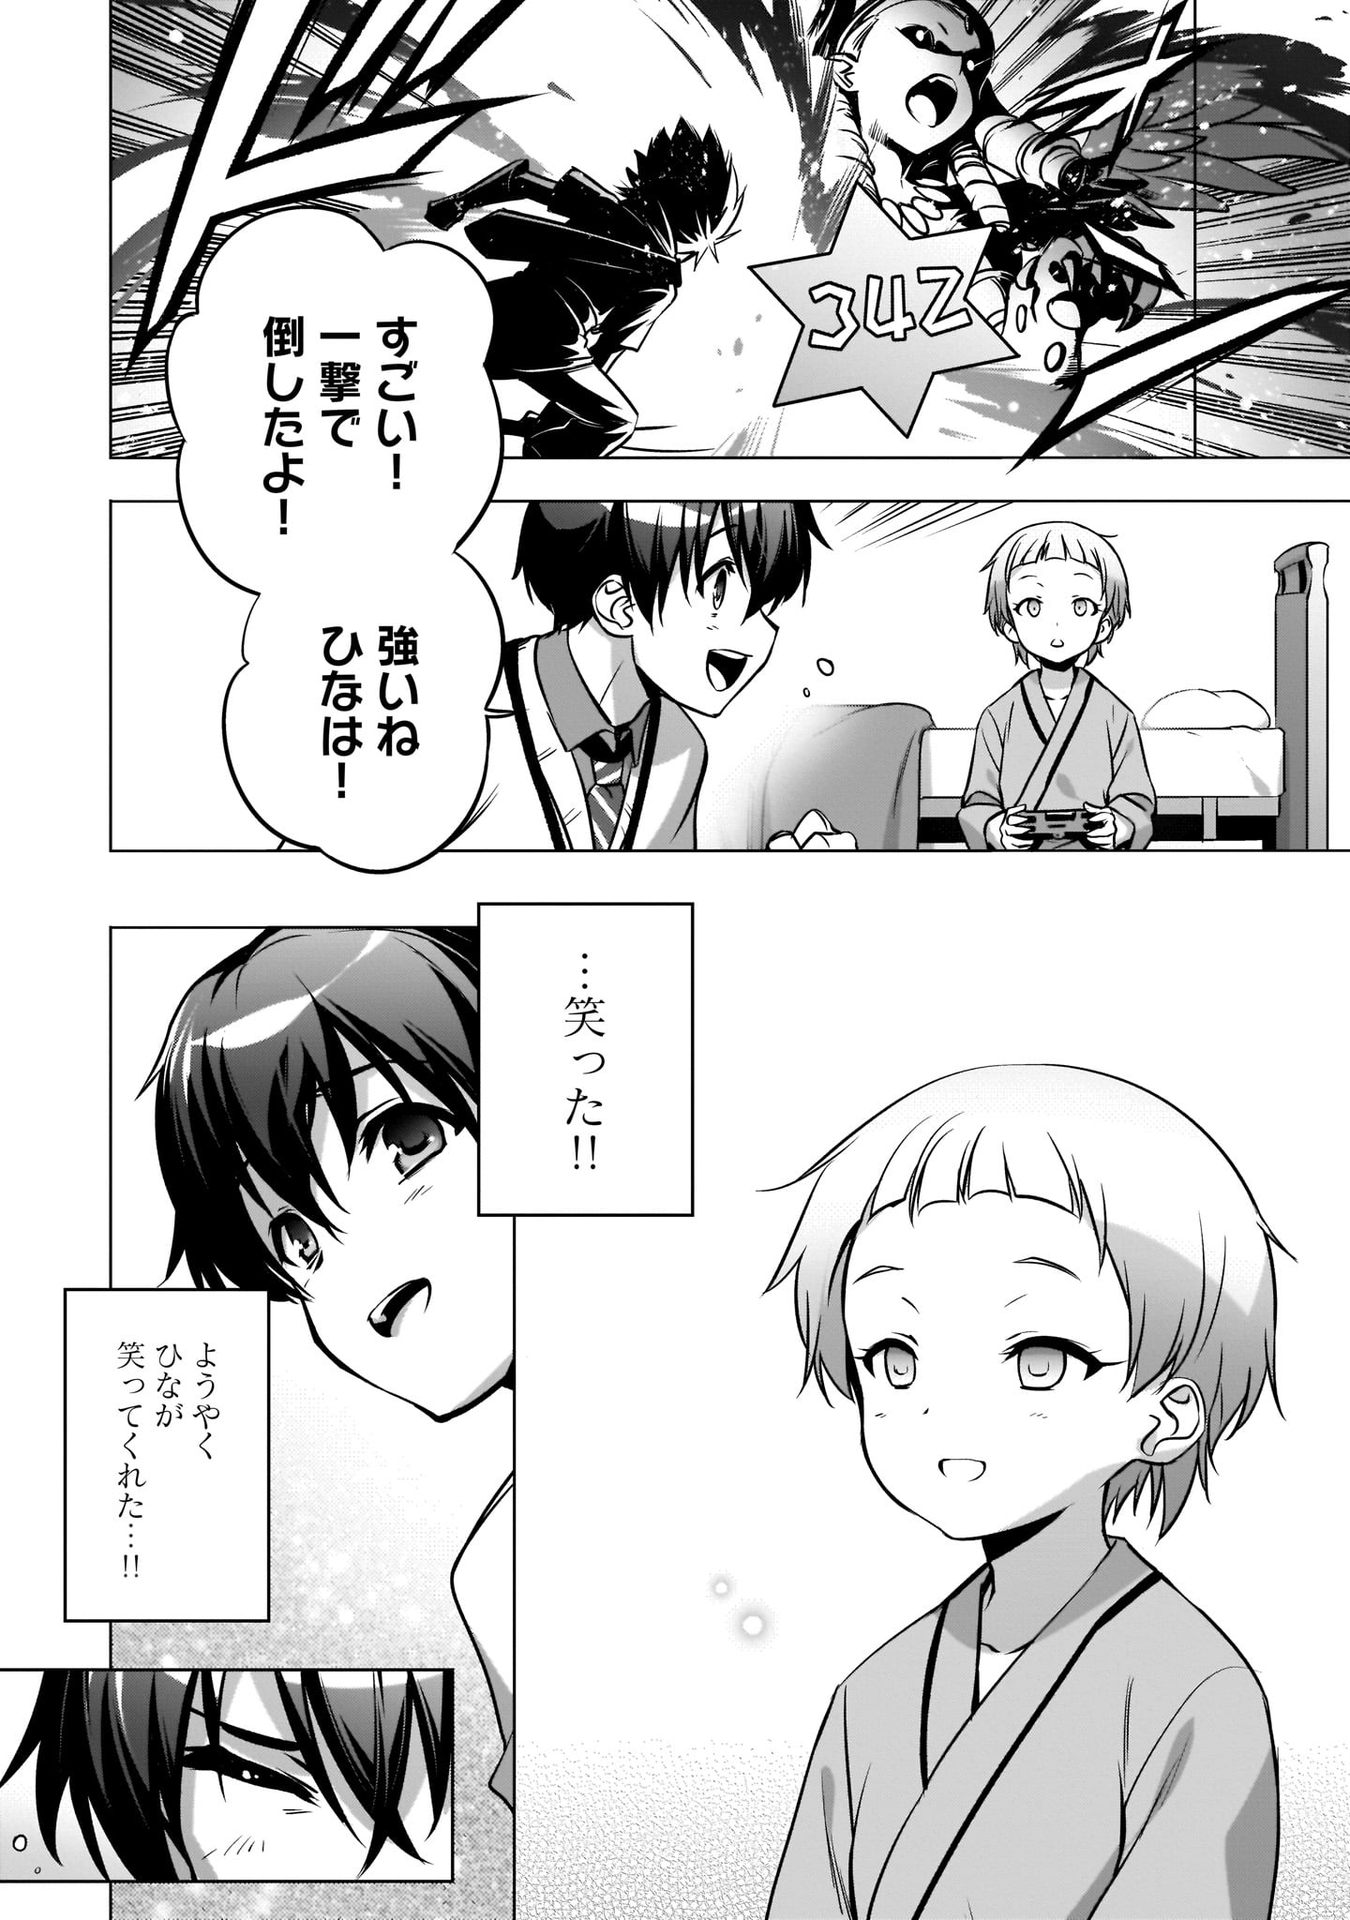 342
すごい！
一撃で
倒したよ！
強いね
ひなは！
…笑った!!
ようやく
ひなが
笑ってくれた…!!